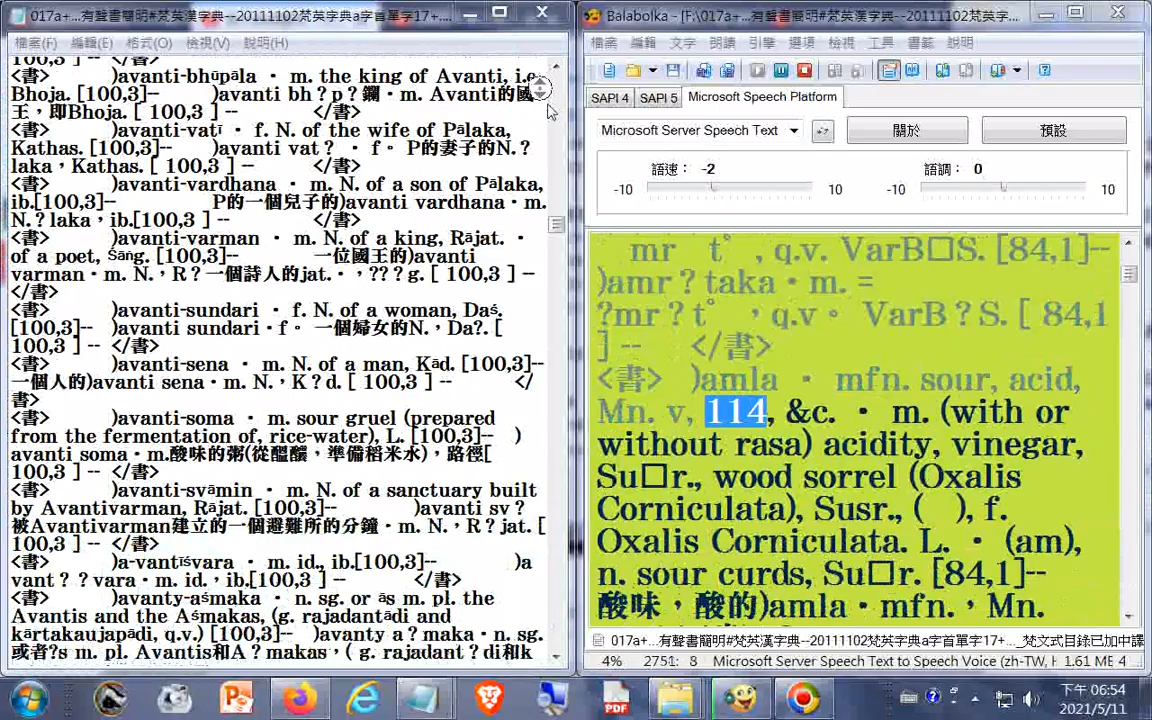 017a+...有聲書簡明#梵英漢字典--20111102梵英字典a字首單字17+...
檔案(F) 編輯(E) 格式(O) 檢視(V) 說明(H)
100,3 ] -- </書>
<書> )avanti-bhūpāla • m. the king of Avanti, i.e.
Bhoja. [100,3]-- )avanti bh?p?鑭•m. Avanti的國
王，即Bhoja. [ 100,3 ] -- </書>
<書> )avanti-vatī • f. N. of the wife of Pālaka,
Kathas. [100,3]-- )avanti vat? • f。 P的妻子的N.?
laka，Kathas. [ 100,3 ] -- </書>
<書> )avanti-vardhana • m. N. of a son of Pālaka,
ib.[100,3]-- P的一個兒子的)avanti vardhana•m.
N.?laka，ib.[100,3 ] -- </書>
<書> )avanti-varman • m. N. of a king, Rājat. •
of a poet, Śāṅg. [100,3]-- 一位國王的)avanti
varman•m. N.，R?一個詩人的jat.•，???g. [ 100,3 ] --
</書>
<書> )avanti-sundari • f. N. of a woman, Daś.
[100,3]-- )avanti sundari•f。 一個婦女的N.，Da?. [
100,3 ] -- </書>
<書> )avanti-sena • m. N. of a man, Kād. [100,3]--
一個人的)avanti sena•m. N.，K?d. [ 100,3 ] -- </
書>
<書> )avanti-soma • m. sour gruel (prepared
from the fermentation of, rice-water), L. [100,3]-- )
avanti soma•m.酸味的粥(從醞釀，準備稻米水)，路徑[
100,3 ] -- </書>
<書> )avanti-svāmin • m. N. of a sanctuary built
by Avantivarman, Rājat. [100,3]-- )avanti sv?
被Avantivarman建立的一個避難所的分鐘•m. N.，R?jat. [
100,3 ] -- </書>
<書> )a-vantīśvara • m. id., ib.[100,3]-- )a
vant??vara•m. id.，ib.[100,3 ] -- </書>
<書> )avanty-aśmaka • n. sg. or ās m. pl. the
Avantis and the Aśmakas, (g. rajadantādi and
kārtakaujapādi, q.v.) [100,3]-- )avanty a?maka•n. sg.
或者?s m. pl. Avantis和A?makas，( g. rajadant?di和k
Balabolka - [F:\017a+...有聲書簡明#梵英漢字典--20111102梵英字...
檔案 編輯 文字 朗讀 引擎 選項 檢視 工具 書籤 說明
SAPI 4 SAPI 5 Microsoft Speech Platform
Microsoft Server Speech Text 關於 預設
語速： -2 語調： 0
-10 10 -10 10
mr t°, q.v. VarB□S. [84,1]--
)amr?taka•m. =
?mr?t°，q.v。 VarB?S. [ 84,1
] -- </書>
<書> )amla • mfn. sour, acid,
Mn. v, 114, &c. • m. (with or
without rasa) acidity, vinegar,
Su□r., wood sorrel (Oxalis
Corniculata), Susr., ( ), f.
Oxalis Corniculata. L. • (am),
n. sour curds, Su□r. [84,1]--
酸味，酸的)amla•mfn.，Mn.
017a+...有聲書簡明#梵英漢字典--20111102梵英字典a字首單字17+..._梵文式目錄已加中譯
4% 2751: 8 Microsoft Server Speech Text to Speech Voice (zh-TW, H 1.61 MB 4
下午 06:54
2021/5/11